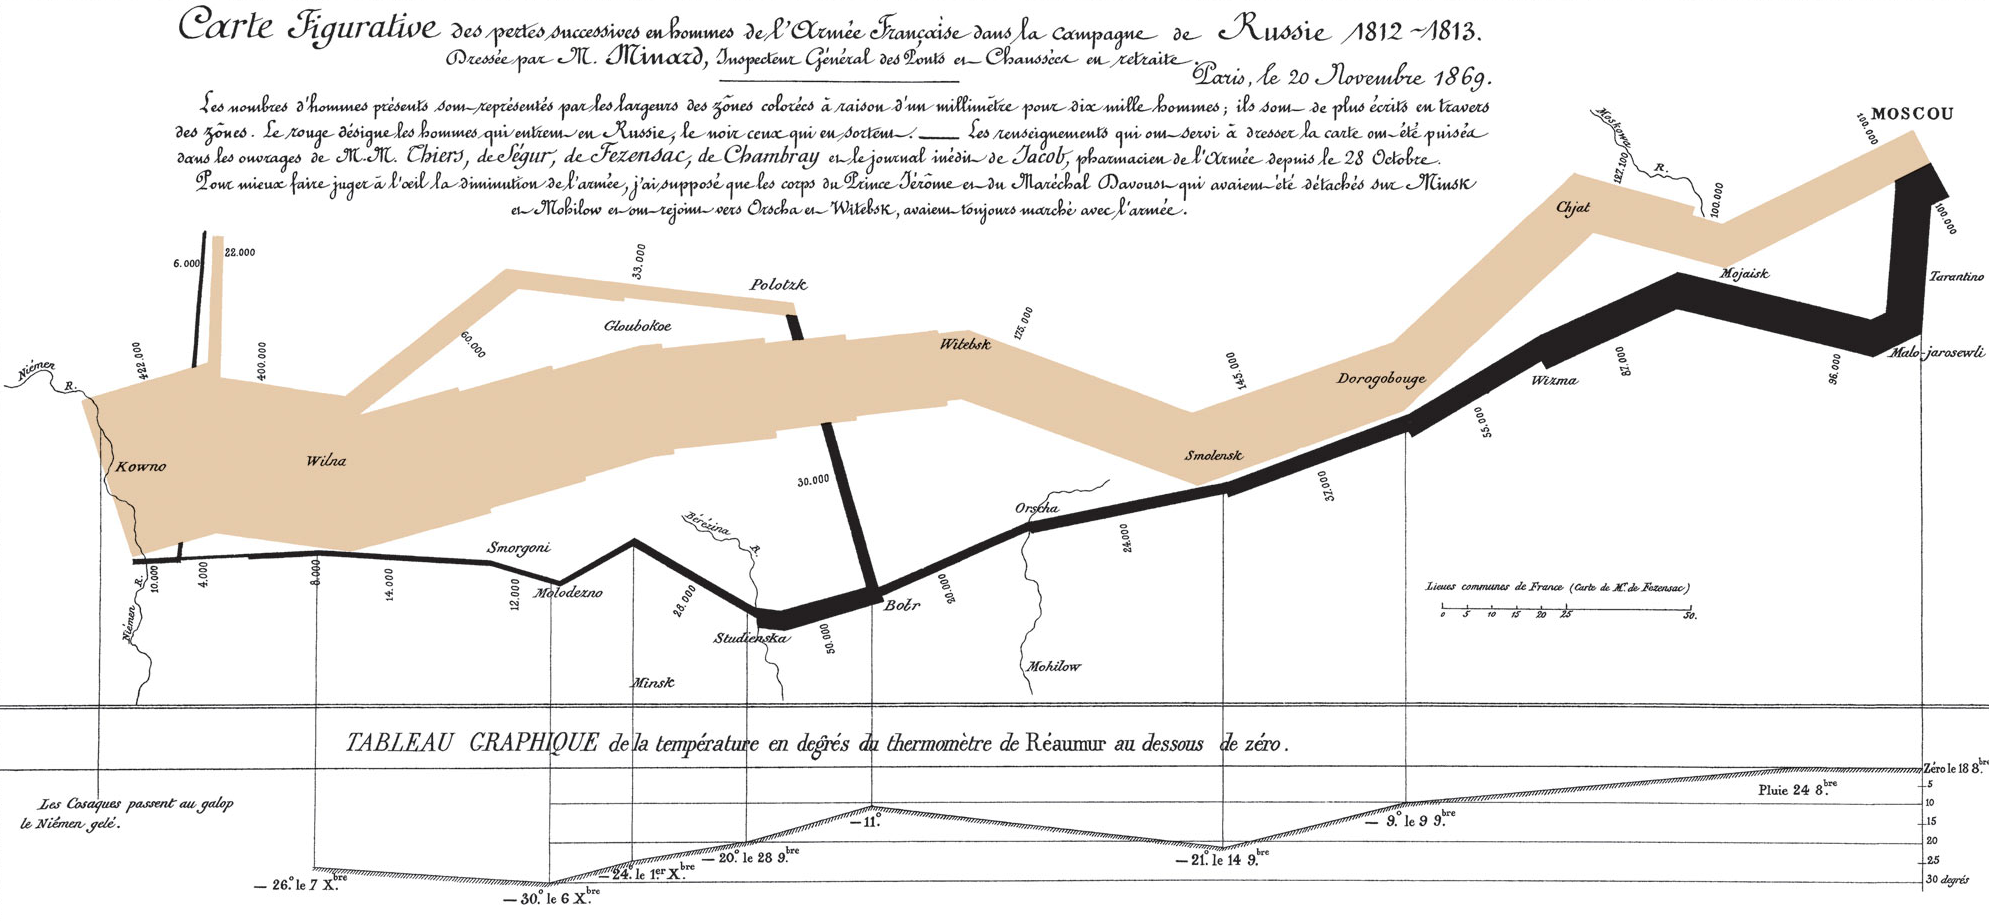 Carte Figurative des pertes successives en hommes de l'Armée Française dans la campagne de Russie 1812~1813.
Dressée par M. Minard, Inspecteur Général des Ponts et Chaussées en retraite.
Paris, le 20 Novembre 1869.
Les nombres d'hommes présents sont représentés par les largeurs des zônes colorées à raison d'un millimètre pour dix mille hommes; ils sont de plus écrits en travers
des zônes. Le rouge désigne les hommes qui entrent en Russie, le noir ceux qui en sortent. — Les renseignements qui ont servi à dresser la carte ont été puisés
dans les ouvrages de M.M. Thiers, de Ségur, de Fezensac, de Chambray et le journal inédit de Jacob, pharmacien de l'Armée depuis le 28 Octobre.
Pour mieux faire juger à l'œil la diminution de l'armée, j'ai supposé que les corps du Prince Jérôme et du Maréchal Davoust qui avaient été détachés sur Minsk
et Mohilow et ont rejoint vers Orscha et Witebsk, avaient toujours marché avec l'armée.
MOSCOU
100.000
Moskowa R.
127.100
100.000
Chjat
Mojaisk
100.000
Tarantino
Malo-jarosewli
6.000
22.000
33.000
Polotzk
Gloubokoe
60.000
175.000
Witebsk
Niémen R.
422.000
400.000
145.000
Dorogobouge
Wizma
82.000
96.000
55.000
Kowno
Wilna
Smolensk
30.000
37.000
Orscha
24.000
Bérézina R.
Smorgoni
10.000
4.000
8.000
14.000
12.000
Molodezno
28.000
Studienska
50.000
Bobr
20.000
Niémen R.
Minsk
Mohilow
Lieues communes de France (Carte de Mr. de Fezensac)
0 5 10 15 20 25 50.
TABLEAU GRAPHIQUE de la température en degrés du thermomètre de Réaumur au dessous de zéro.
Les Cosaques passent au galop
le Niémen gelé.
Zéro le 18 8.bre
5
10
15
20
25
30 degrés
Pluie 24 8.bre
— 9.° le 9 9.bre
— 21.° le 14 9.bre
— 11.°
— 20.° le 28 9.bre
— 24.° le 1.er X.bre
— 30.° le 6 X.bre
— 26.° le 7 X.bre